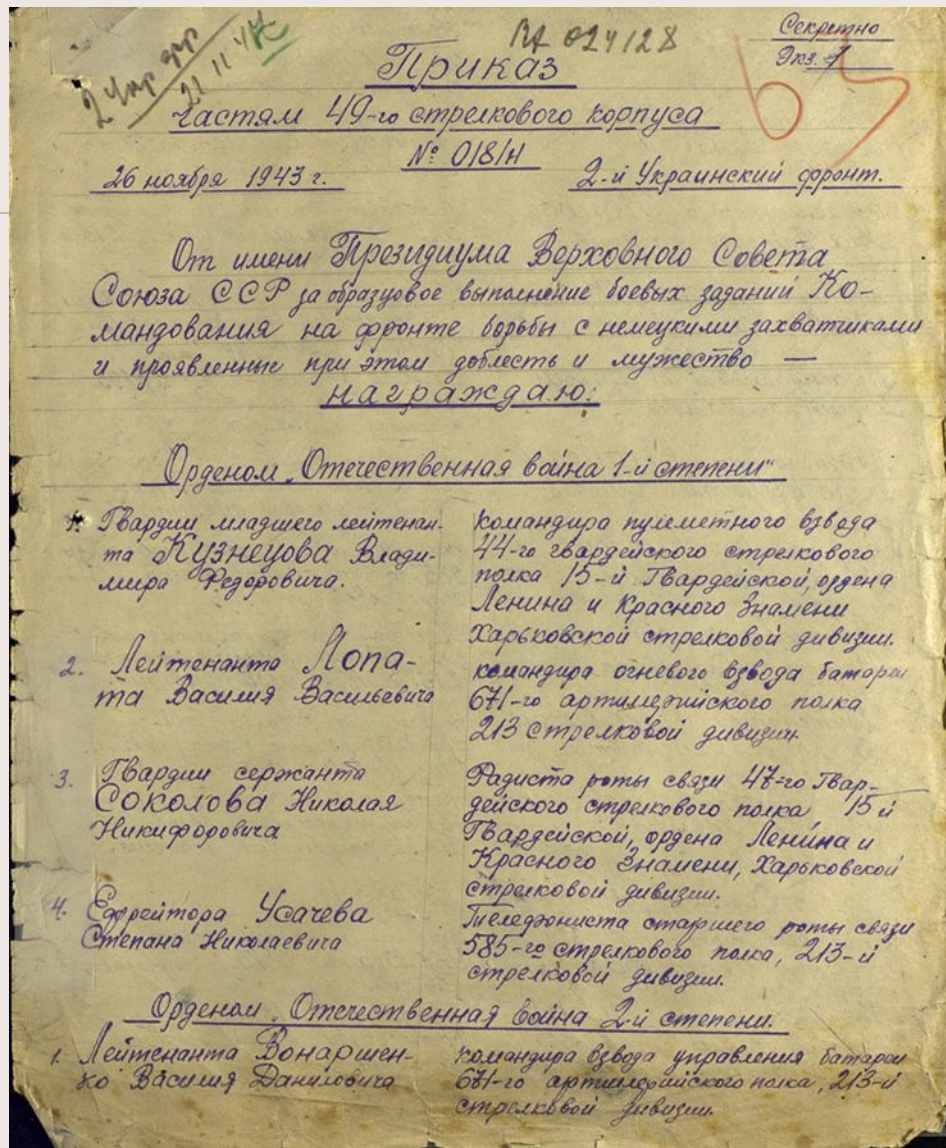 Секретно
Экз. 1
21 11 44
ВД 024128
65
Приказ
частям 49-го стрелкового корпуса
№ 018/н
26 ноября 1943 г.
2-й Украинский фронт.
От имени Президиума Верховного Совета
Союза ССР за образцовое выполнение боевых заданий Ко-
мандования на фронте борьбы с немецкими захватчиками
и проявленные при этом доблесть и мужество —
награждаю:
Орденом „Отечественная война 1-й степени"
1. Гвардии младшего лейтенан-
та Кузнецова Влади-
мира Федоровича.
командира пулеметного взвода
44-го гвардейского стрелкового
полка 15-й Гвардейской, ордена
Ленина и Красного Знамени
Харьковской стрелковой дивизии.
2. Лейтенанта Лопа-
та Василия Васильевича
командира огневого взвода батареи
671-го артиллерийского полка
213 стрелковой дивизии.
3. Гвардии сержанта
Соколова Николая
Никифоровича
Радиста роты связи 47-го Гвар-
дейского стрелкового полка 15-й
Гвардейской, ордена Ленина и
Красного Знамени, Харьковской
стрелковой дивизии.
4. Ефрейтора Усачева
Степана Николаевича
Телефониста старшего роты связи
585-го стрелкового полка, 213-й
стрелковой дивизии.
Орденом „Отечественная война 2-й степени.
1. Лейтенанта Бонаршен-
ко Василия Даниловича
командира взвода управления батареи
671-го артиллерийского полка, 213-й
стрелковой дивизии.